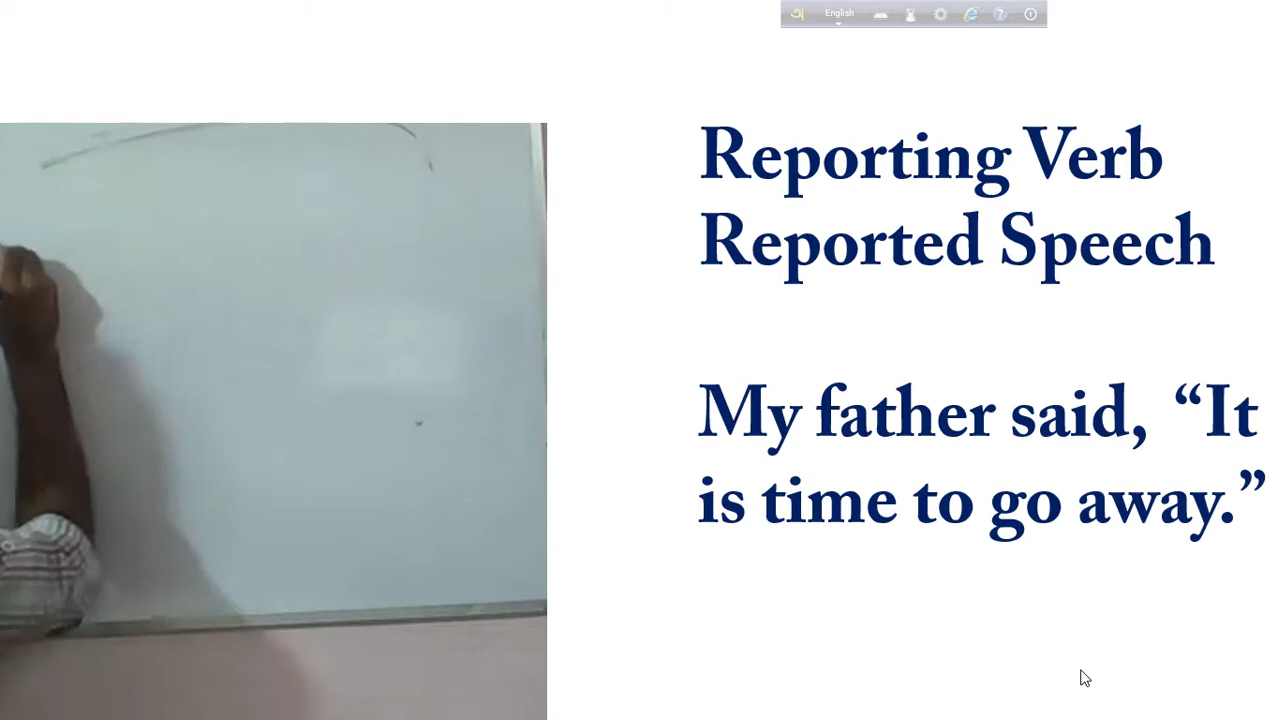 অ English
Reporting Verb
Reported Speech
My father said, “It
is time to go away.”